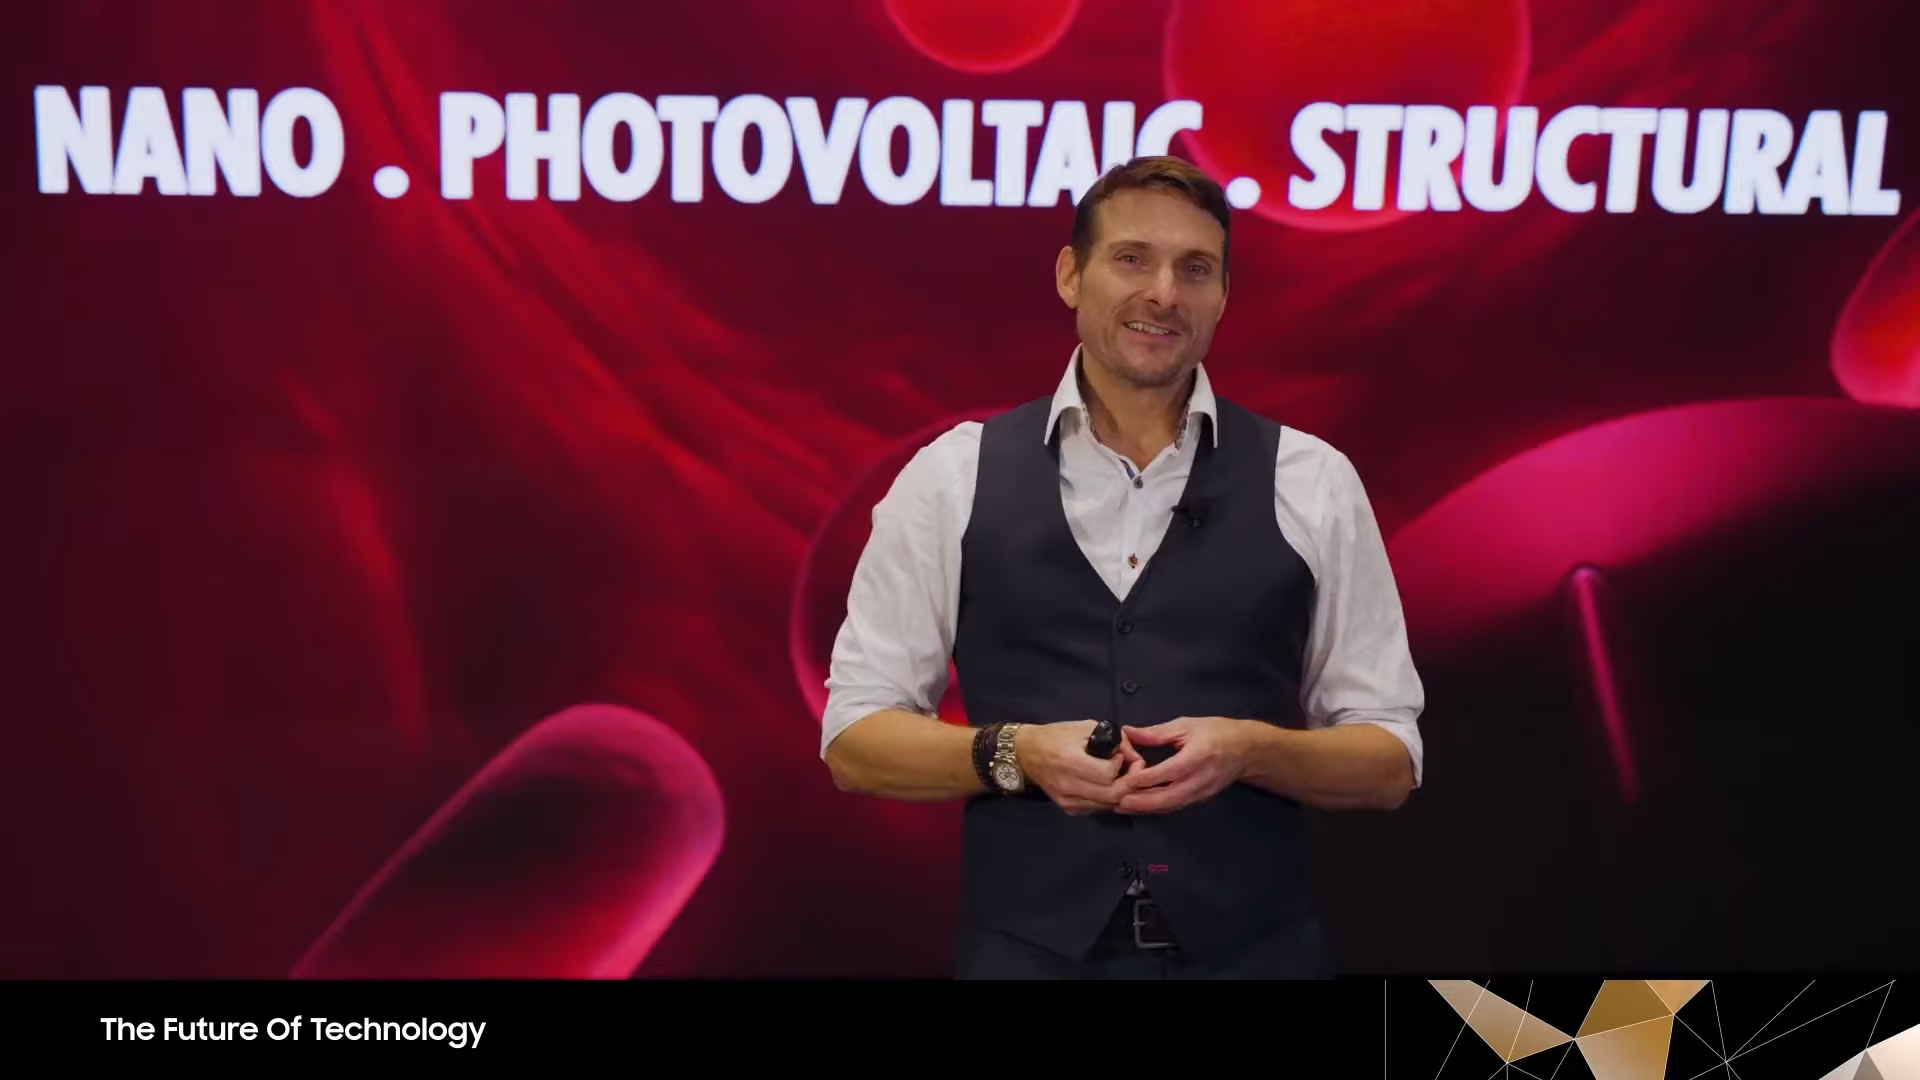 NANO . PHOTOVOLTAIC . STRUCTURAL
The Future Of Technology